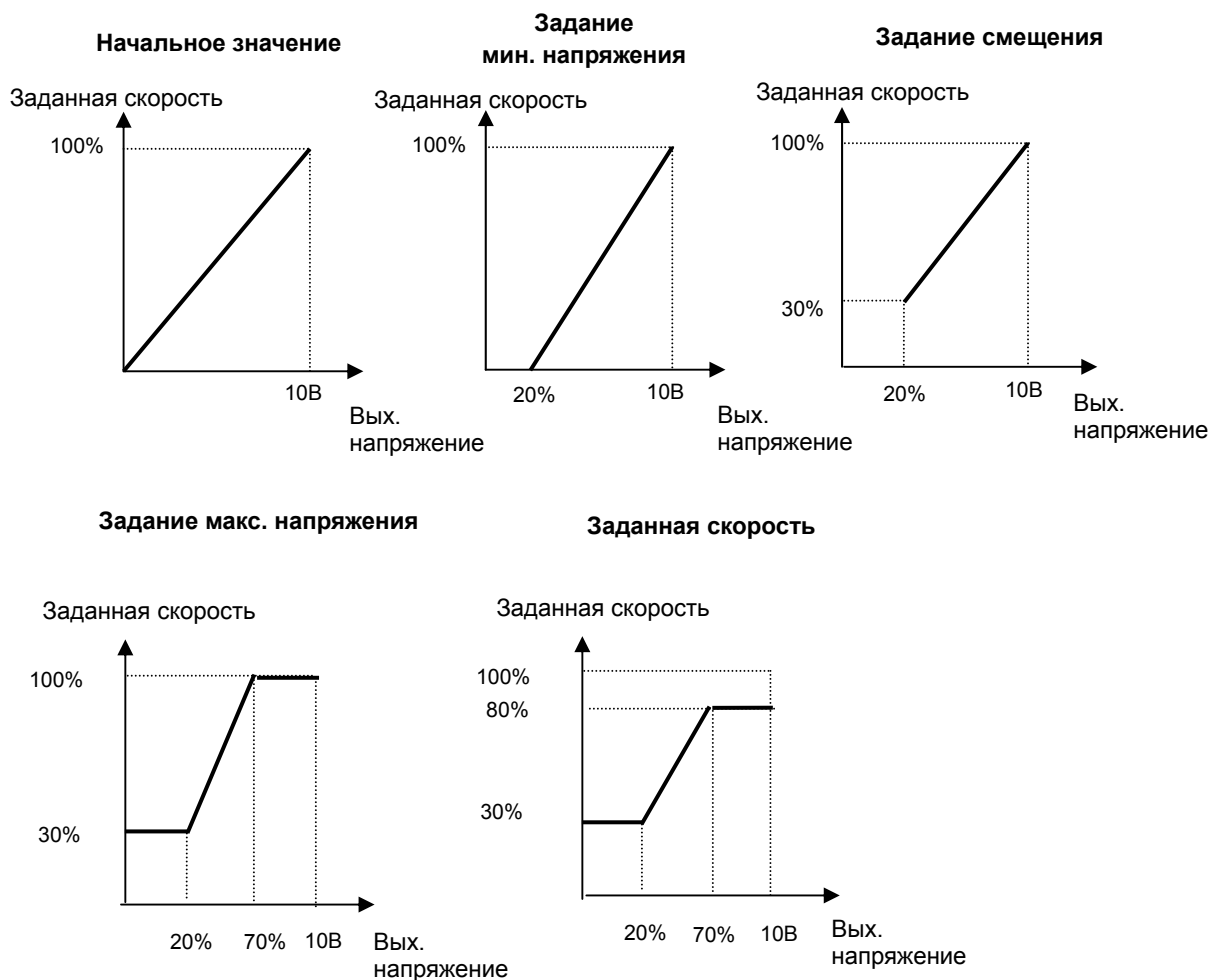 Начальное значение
Заданная скорость
100%
10В
Вых.
напряжение
Задание
мин. напряжения
Заданная скорость
100%
20%
10В
Вых.
напряжение
Задание смещения
Заданная скорость
100%
30%
20%
10В
Вых.
напряжение
Задание макс. напряжения
Заданная скорость
100%
30%
20%
70%
10В
Вых.
напряжение
Заданная скорость
Заданная скорость
100%
80%
30%
20%
70%
10В
Вых.
напряжение